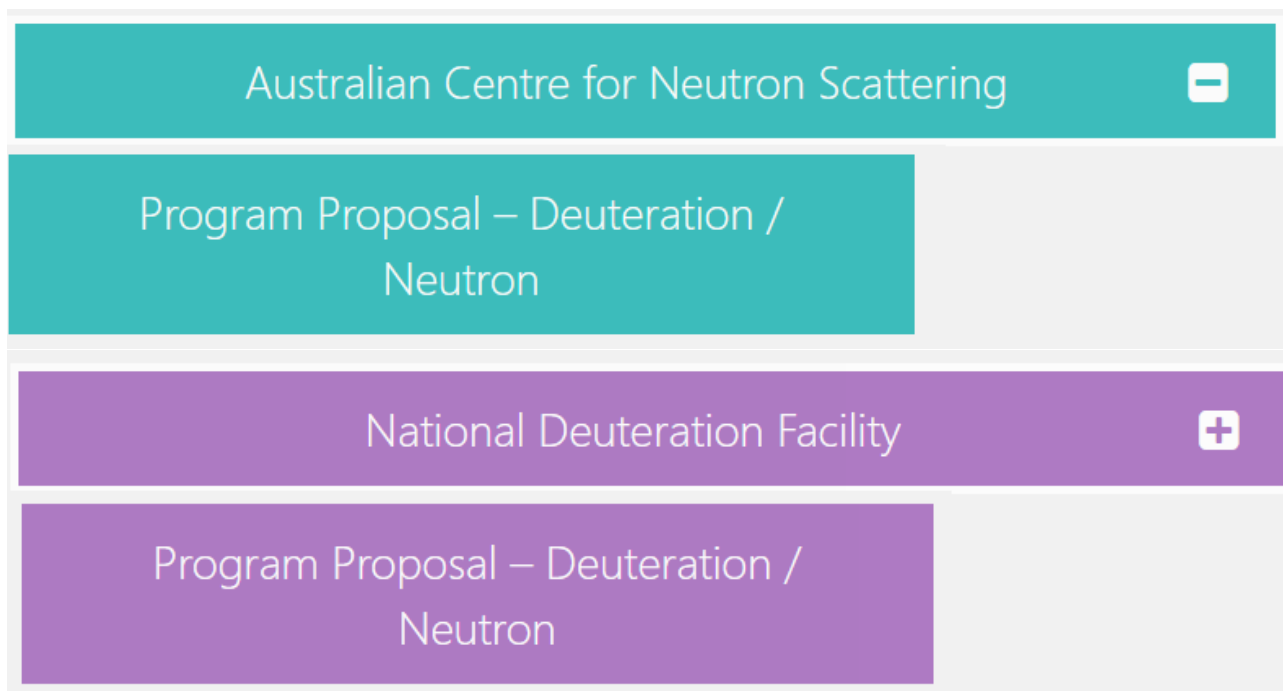 Australian Centre for Neutron Scattering
Program Proposal – Deuteration /
Neutron
National Deuteration Facility
Program Proposal – Deuteration /
Neutron